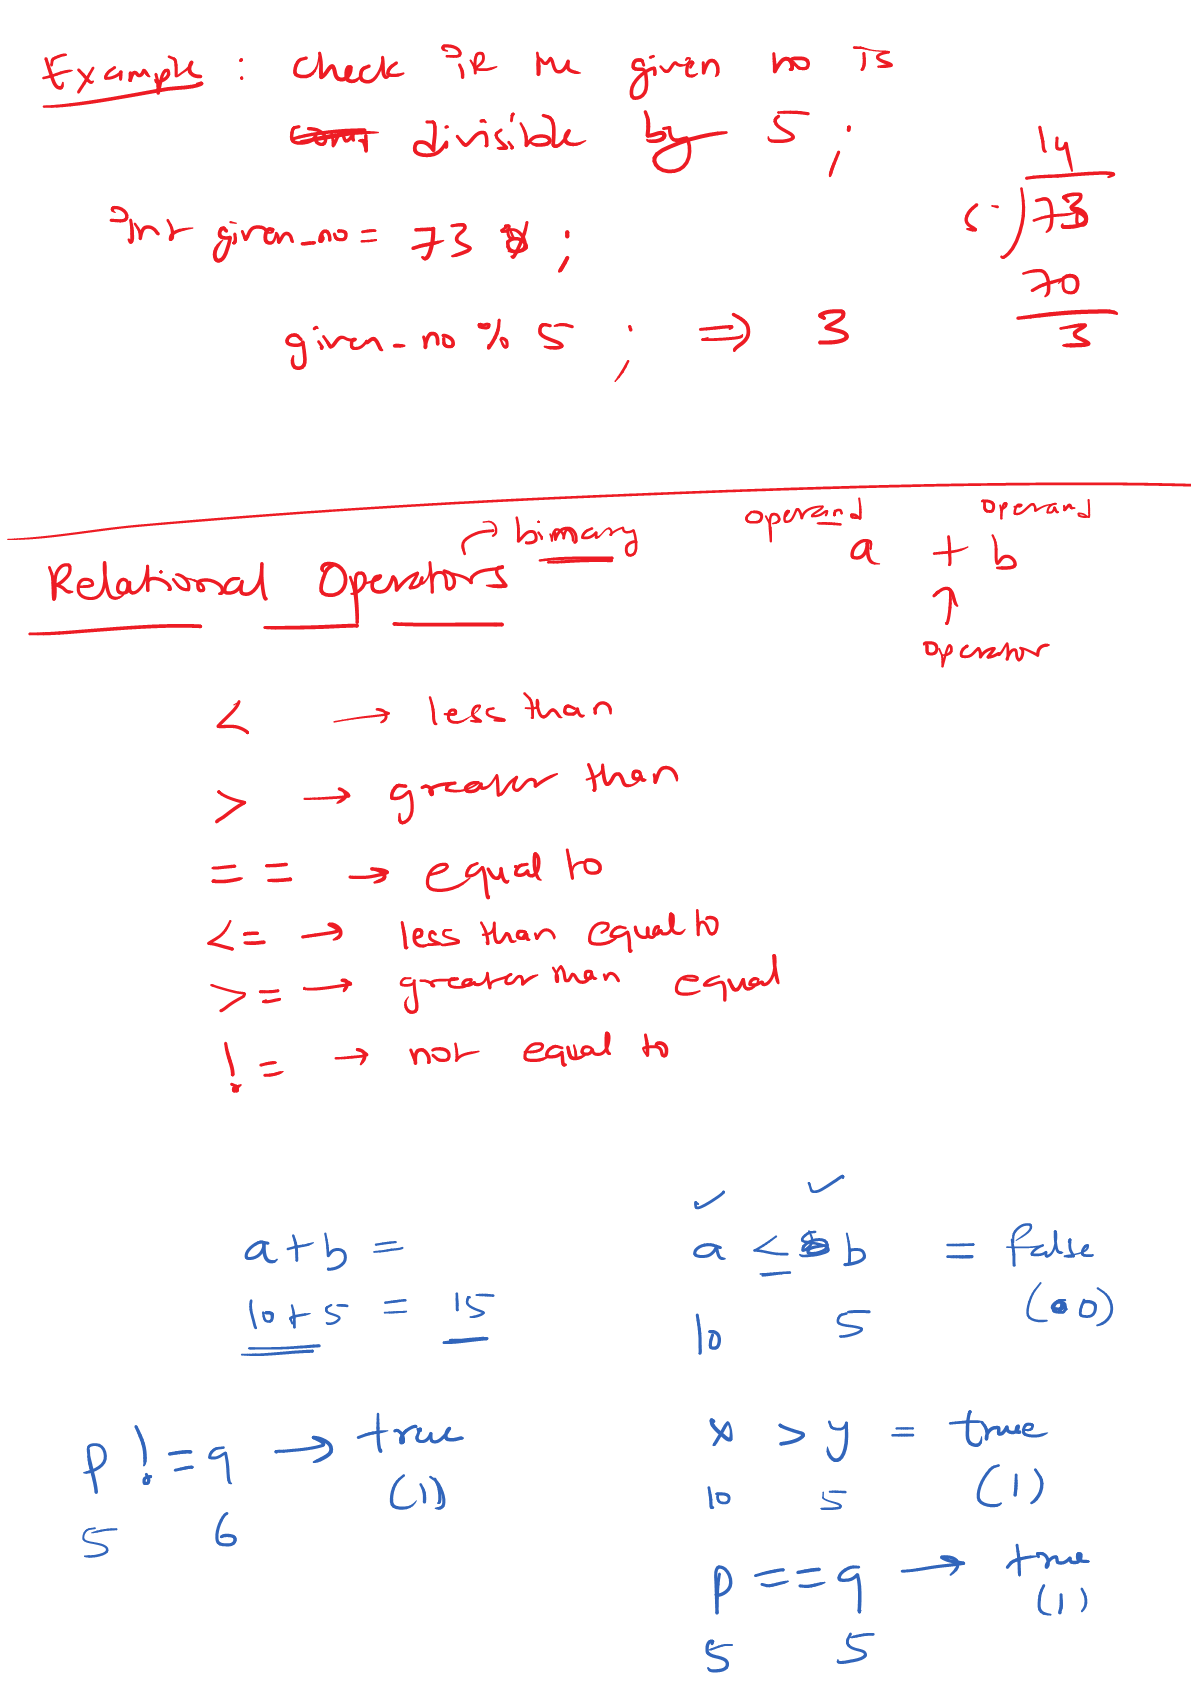 Example : check if the given no is
divisible by 5 ;
int given_no = 73 ;
given_no % 5 ; ⇒ 3
14
5 ) 73
70
3
Relational Operators → binary
operand operand
a + b
↑
operator
< → less than
> → greater than
== → equal to
<= → less than equal to
>= → greater than equal
!= → not equal to
a + b =
10 + 5 = 15
✓ ✓
a < b = false
10 5 (0)
p != q → true
5 6 (1)
x > y = true
10 5 (1)
p == q → true
5 5 (1)